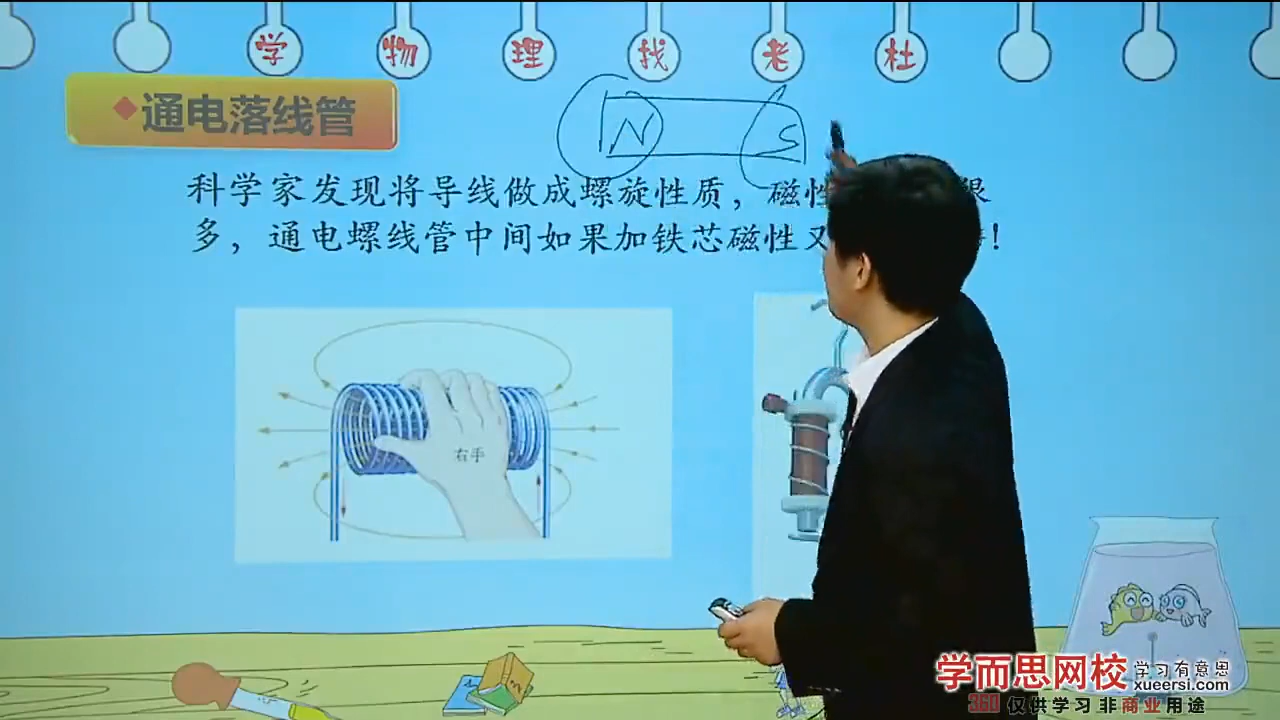 学物理找老杜
通电落线管
N S
科学家发现将导线做成螺旋性质，磁性 很
多，通电螺线管中间如果加铁芯磁性又 !
右手
学而思网校 学习有意思
xueersi.com
360 仅供学习 非商业用途